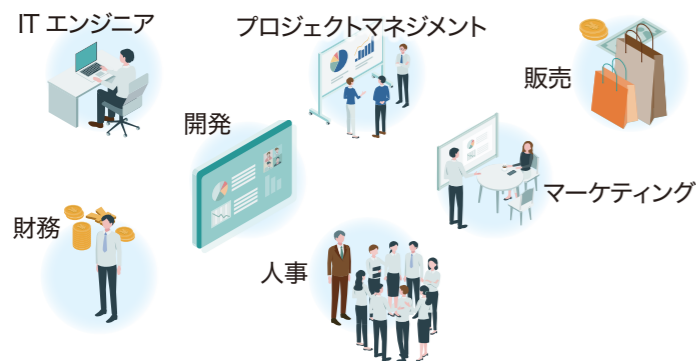 IT エンジニア
プロジェクトマネジメント
販売
開発
マーケティング
財務
人事